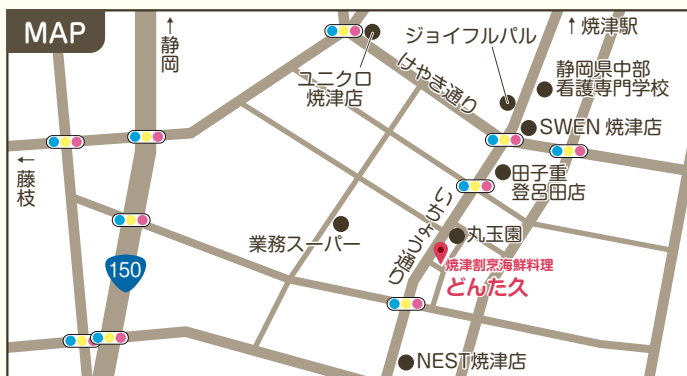 MAP
↑
静岡
ユニクロ
焼津店
けやき通り
ジョイフルパル
↑焼津駅
静岡県中部
看護専門学校
SWEN 焼津店
←
藤枝
田子重
登呂田店
いちょう通り
丸玉園
業務スーパー
焼津割烹海鮮料理
どんた久
150
NEST焼津店